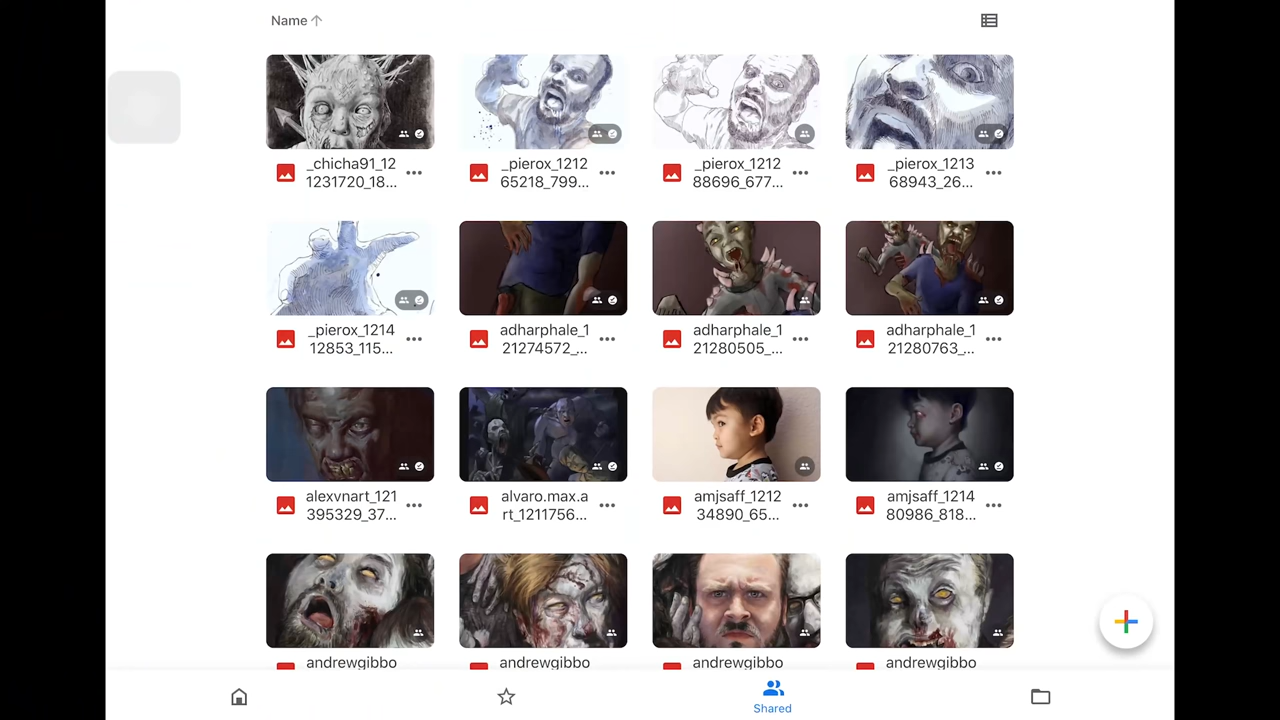 Name
_chicha91_12
1231720_18...
_pierox_1212
65218_799...
_pierox_1212
88696_677...
_pierox_1213
68943_26...
_pierox_1214
12853_115...
adharphale_1
21274572_...
adharphale_1
21280505_...
adharphale_1
21280763_...
alexvnart_121
395329_37...
alvaro.max.a
rt_1211756...
amjsaff_1212
34890_65...
amjsaff_1214
80986_818...
andrewgibbo
andrewgibbo
andrewgibbo
andrewgibbo
Shared